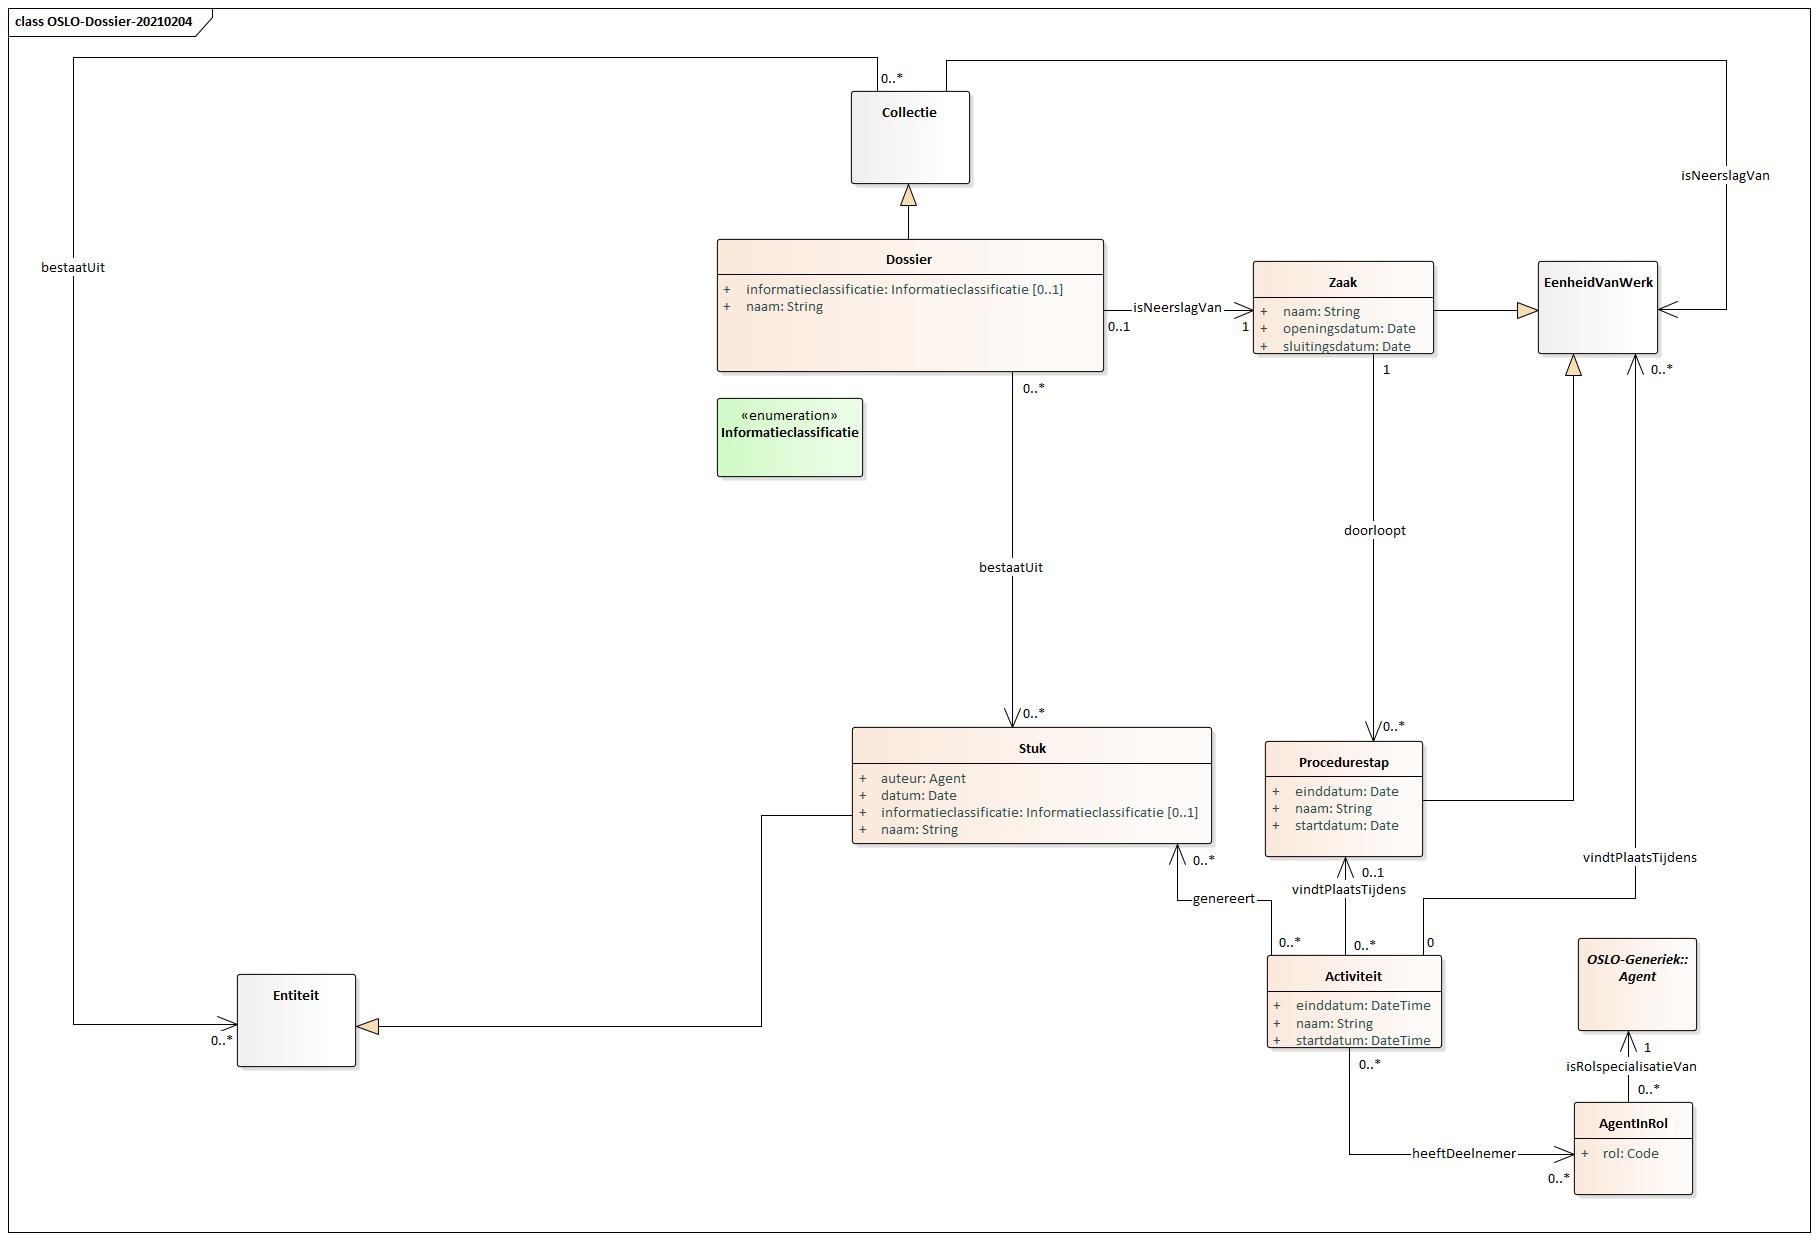 class OSLO-Dossier-20210204
0..*
Collectie
isNeerslagVan
bestaatUit
Dossier
+ informatieclassificatie: Informatieclassificatie [0..1]
+ naam: String
isNeerslagVan
0..1
1
Zaak
+ naam: String
+ openingsdatum: Date
+ sluitingsdatum: Date
EenheidVanWerk
1
0..*
0..*
«enumeration»
Informatieclassificatie
doorloopt
bestaatUit
0..*
0..*
Stuk
+ auteur: Agent
+ datum: Date
+ informatieclassificatie: Informatieclassificatie [0..1]
+ naam: String
Procedurestap
+ einddatum: Date
+ naam: String
+ startdatum: Date
vindtPlaatsTijdens
0..*
0..1
vindtPlaatsTijdens
genereert
0..*
0..*
0
OSLO-Generiek::
Agent
Activiteit
+ einddatum: DateTime
+ naam: String
+ startdatum: DateTime
Entiteit
0..*
0..*
1
isRolspecialisatieVan
0..*
AgentInRol
+ rol: Code
heeftDeelnemer
0..*